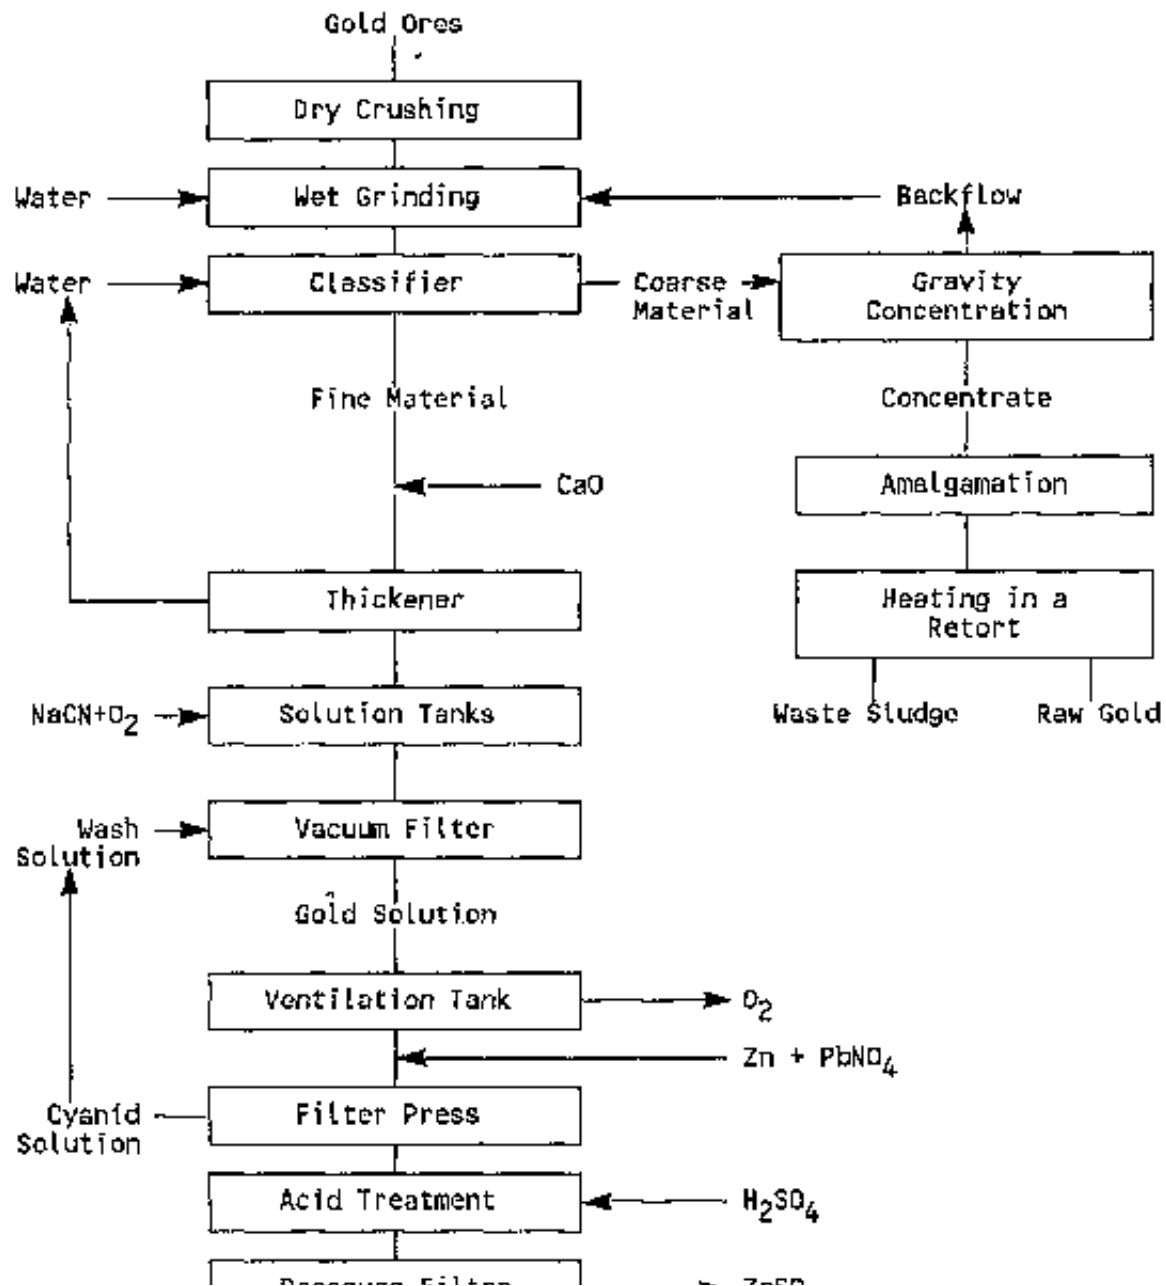 Gold Ores
Dry Crushing
Water
Wet Grinding
Backflow
Water
Classifier
Coarse
Material
Gravity
Concentration
Fine Material
Concentrate
CaO
Amalgamation
Thickener
Heating in a
Retort
NaCN+O2
Solution Tanks
Waste Sludge
Raw Gold
Wash
Solution
Vacuum Filter
Gold Solution
Ventilation Tank
O2
Zn + PbNO4
Cyanid
Solution
Filter Press
Acid Treatment
H2SO4
Pressure Filter